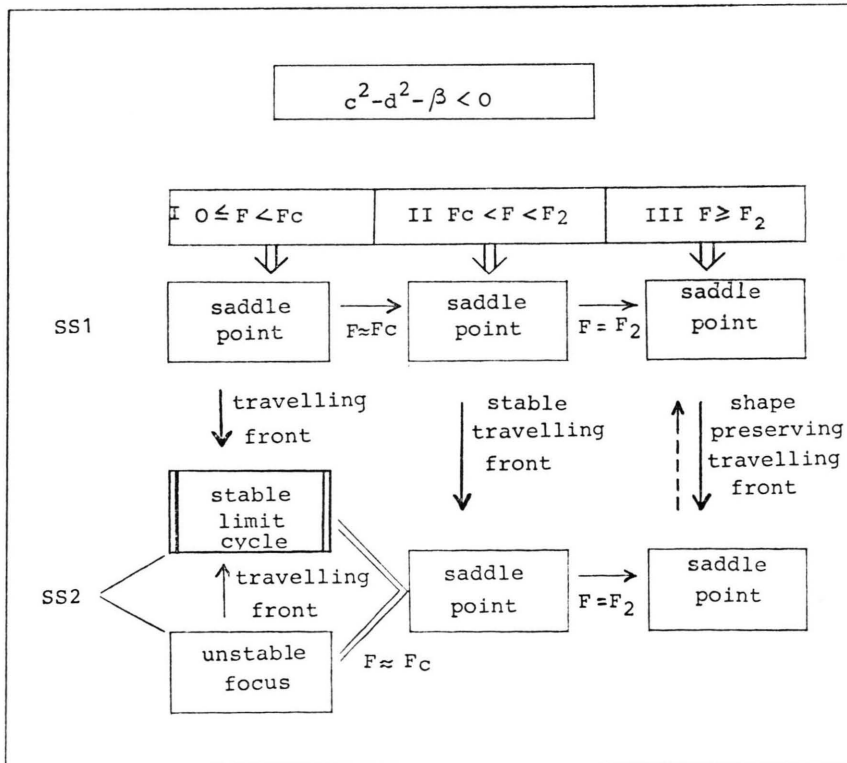 c²-d²-β < 0
I 0 ≤ F < Fc
II Fc < F < F₂
III F ≥ F₂
SS1
saddle
point
F≈Fc
saddle
point
F = F₂
saddle
point
travelling
front
stable
travelling
front
shape
preserving
travelling
front
SS2
stable
limit
cycle
travelling
front
unstable
focus
F ≈ Fc
saddle
point
F = F₂
saddle
point